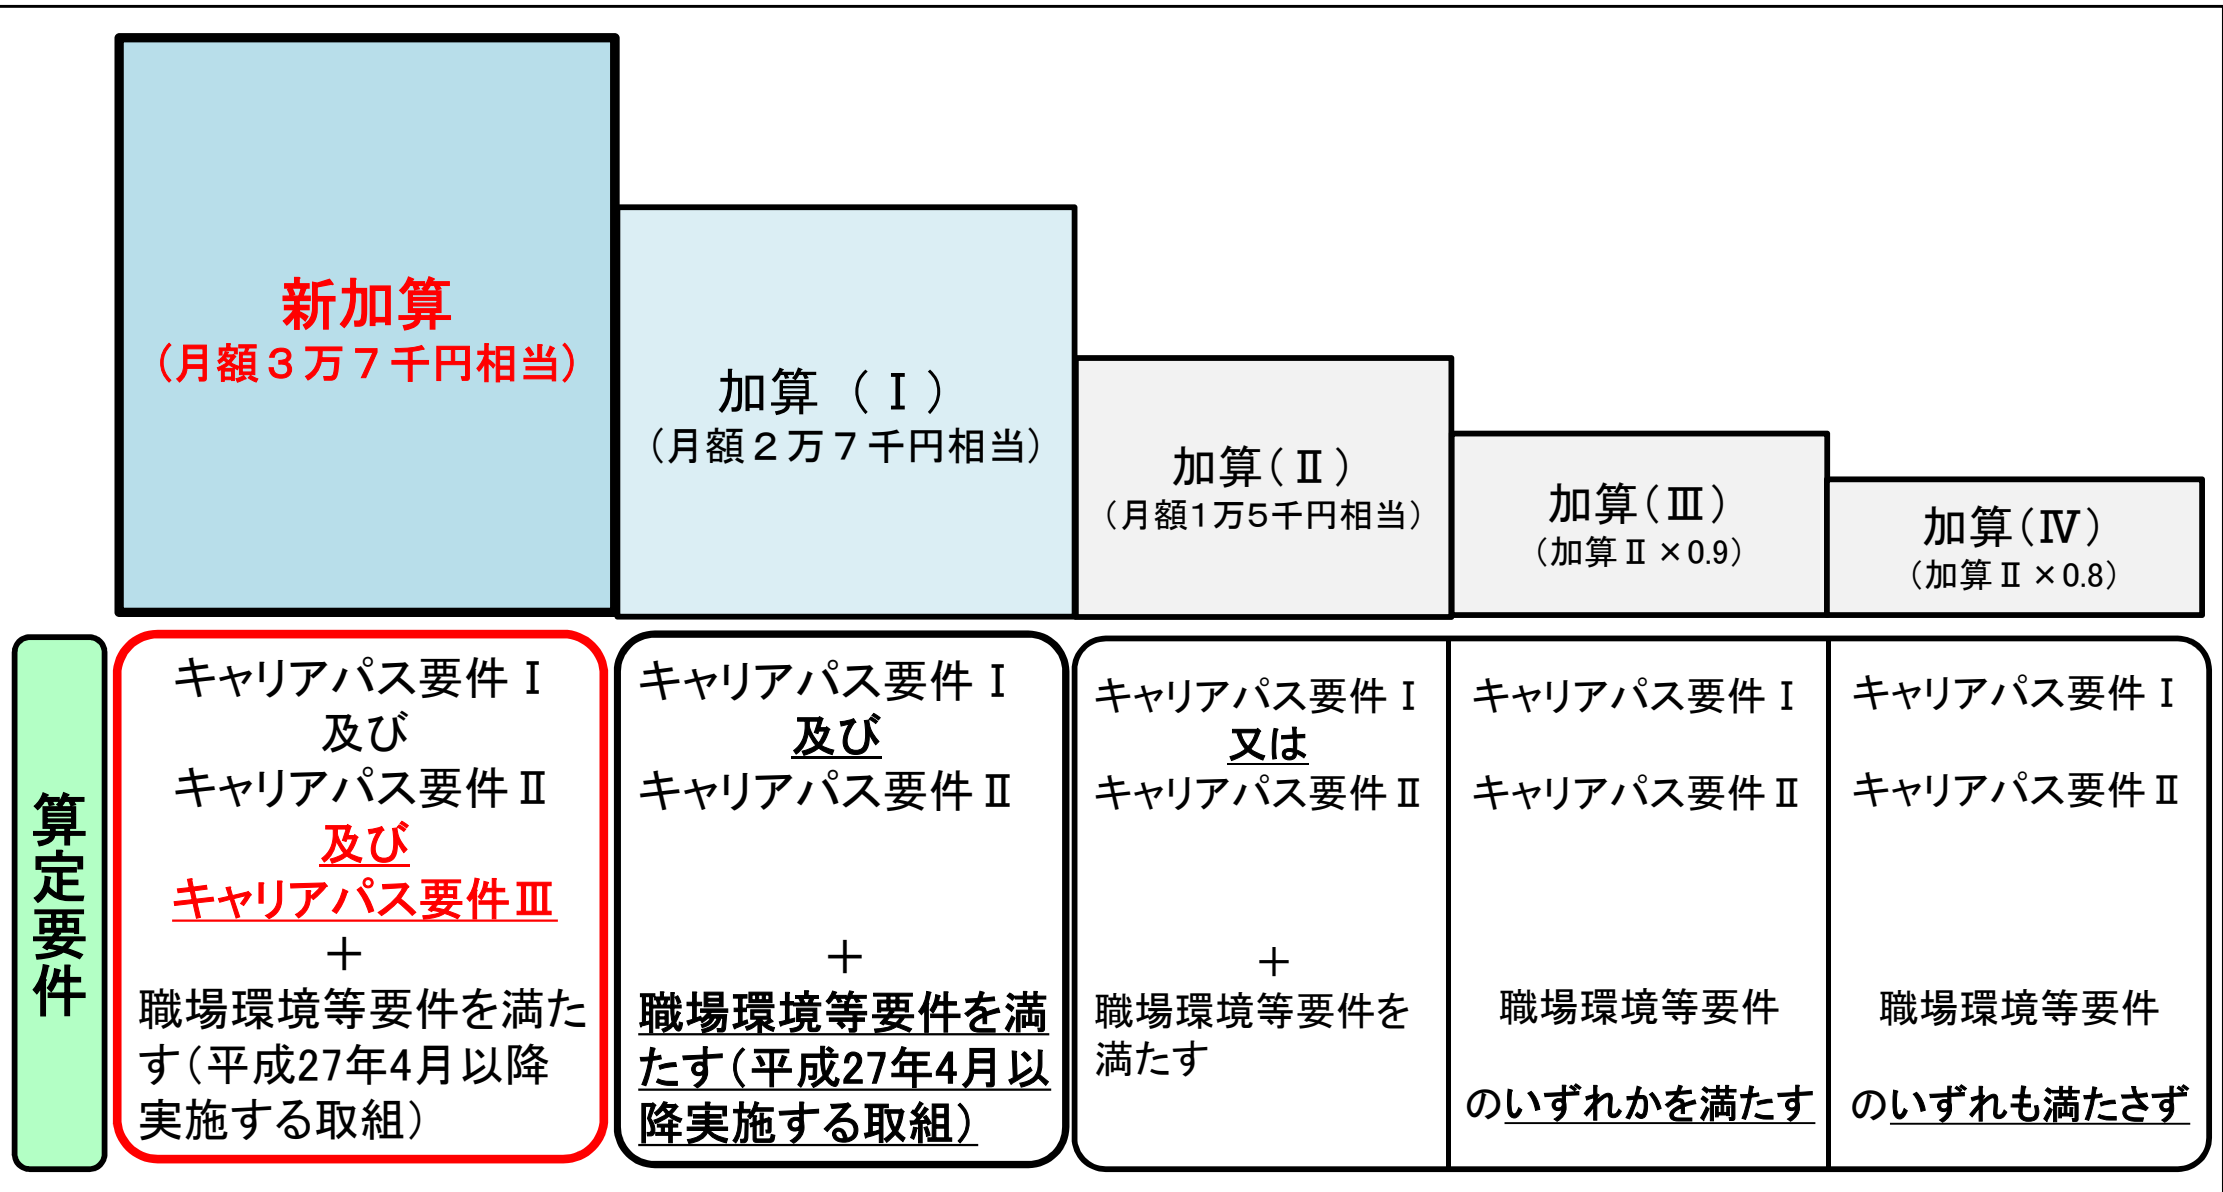 新加算
（月額３万７千円相当）
加算（Ⅰ）
（月額２万７千円相当）
加算（Ⅱ）
（月額1万5千円相当）
加算（Ⅲ）
（加算Ⅱ×0.9）
加算（Ⅳ）
（加算Ⅱ×0.8）
算定要件
キャリアパス要件Ⅰ
及び
キャリアパス要件Ⅱ
及び
キャリアパス要件Ⅲ
＋
職場環境等要件を満た
す（平成27年4月以降
実施する取組）
キャリアパス要件Ⅰ
及び
キャリアパス要件Ⅱ
＋
職場環境等要件を満
たす（平成27年4月以
降実施する取組）
キャリアパス要件Ⅰ
又は
キャリアパス要件Ⅱ
＋
職場環境等要件を
満たす
キャリアパス要件Ⅰ
キャリアパス要件Ⅱ
職場環境等要件
のいずれかを満たす
キャリアパス要件Ⅰ
キャリアパス要件Ⅱ
職場環境等要件
のいずれも満たさず